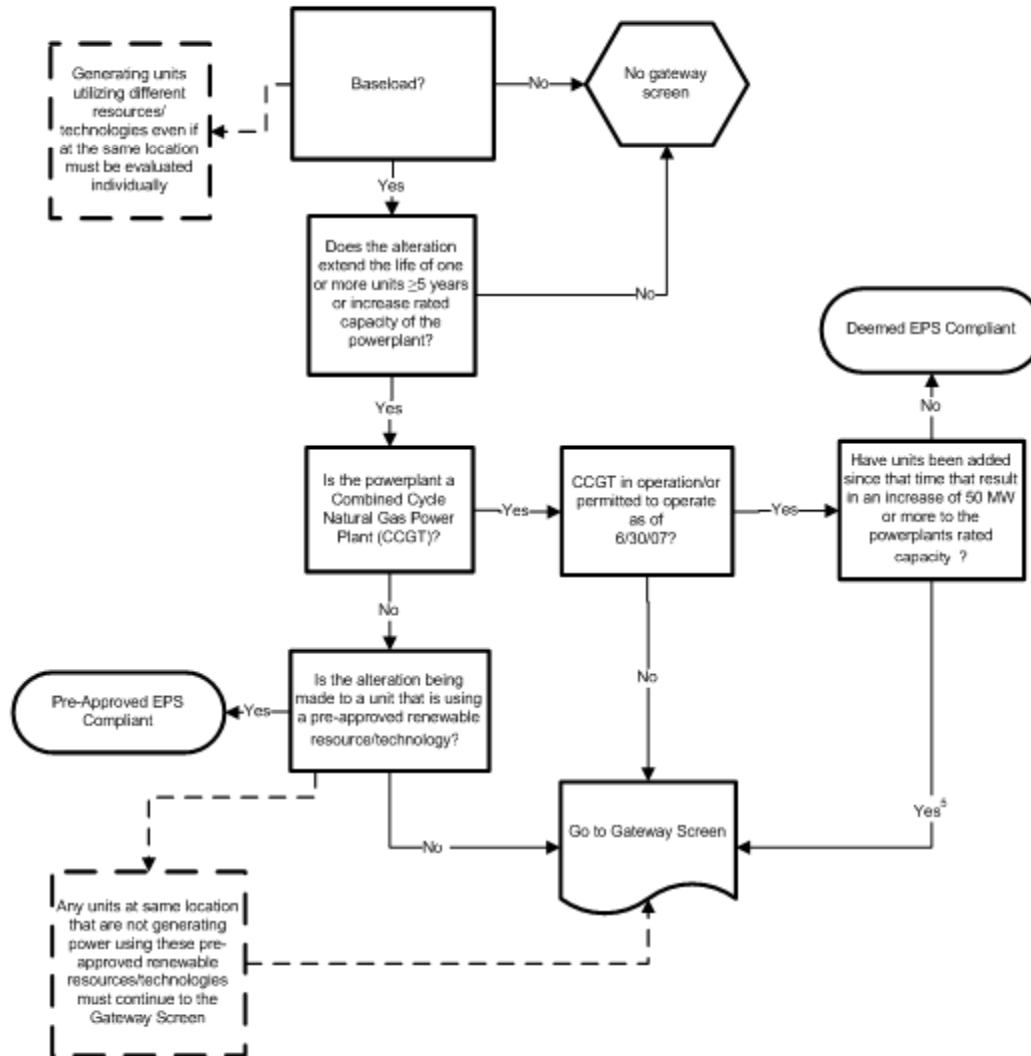 Generating units
utilizing different
resources/
technologies even if
at the same location
must be evaluated
individually
Baseload?
No
No gateway
screen
Yes
Does the alteration
extend the life of one
or more units ≥5 years
or increase rated
capacity of the
powerplant?
No
Deemed EPS Compliant
Yes
No
Is the powerplant a
Combined Cycle
Natural Gas Power
Plant (CCGT)?
Yes
CCGT in operation/or
permitted to operate
as of
6/30/07?
Yes
Have units been added
since that time that result
in an increase of 50 MW
or more to the
powerplants rated
capacity ?
No
No
Yes⁵
Pre-Approved EPS
Compliant
Yes
Is the alteration being
made to a unit that is using
a pre-approved renewable
resource/technology?
No
Go to Gateway Screen
Any units at same location
that are not generating
power using these pre-
approved renewable
resources/technologies
must continue to the
Gateway Screen